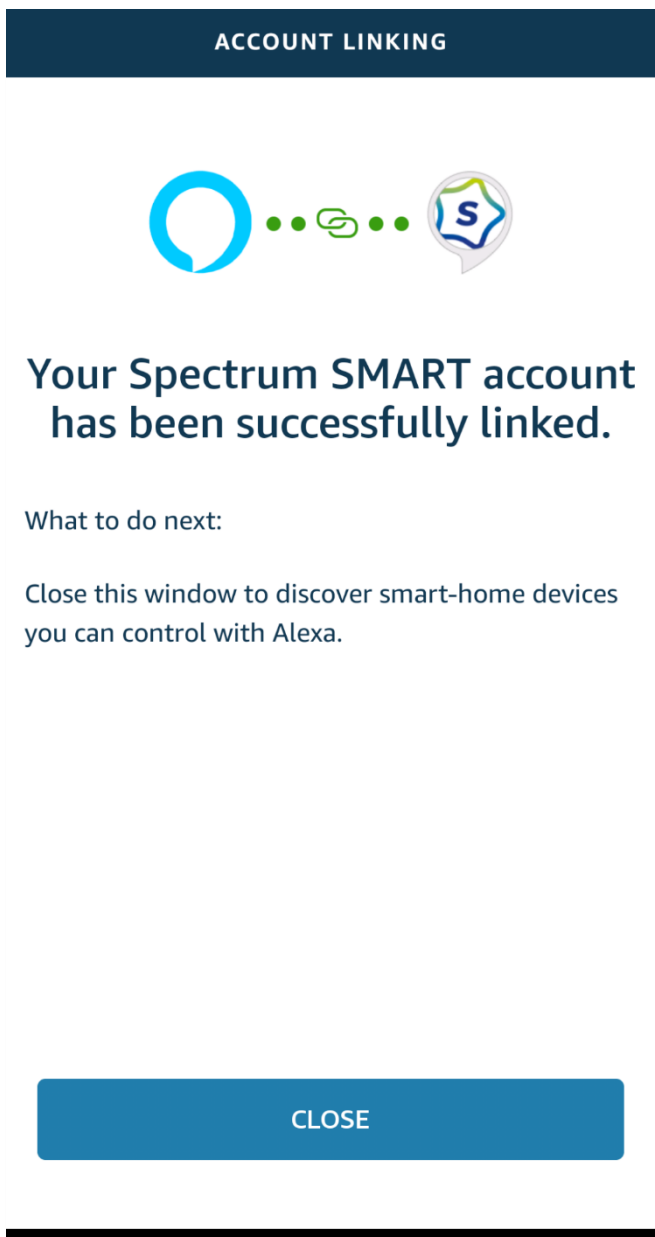 ACCOUNT LINKING
S
Your Spectrum SMART account
has been successfully linked.
What to do next:
Close this window to discover smart-home devices
you can control with Alexa.
CLOSE